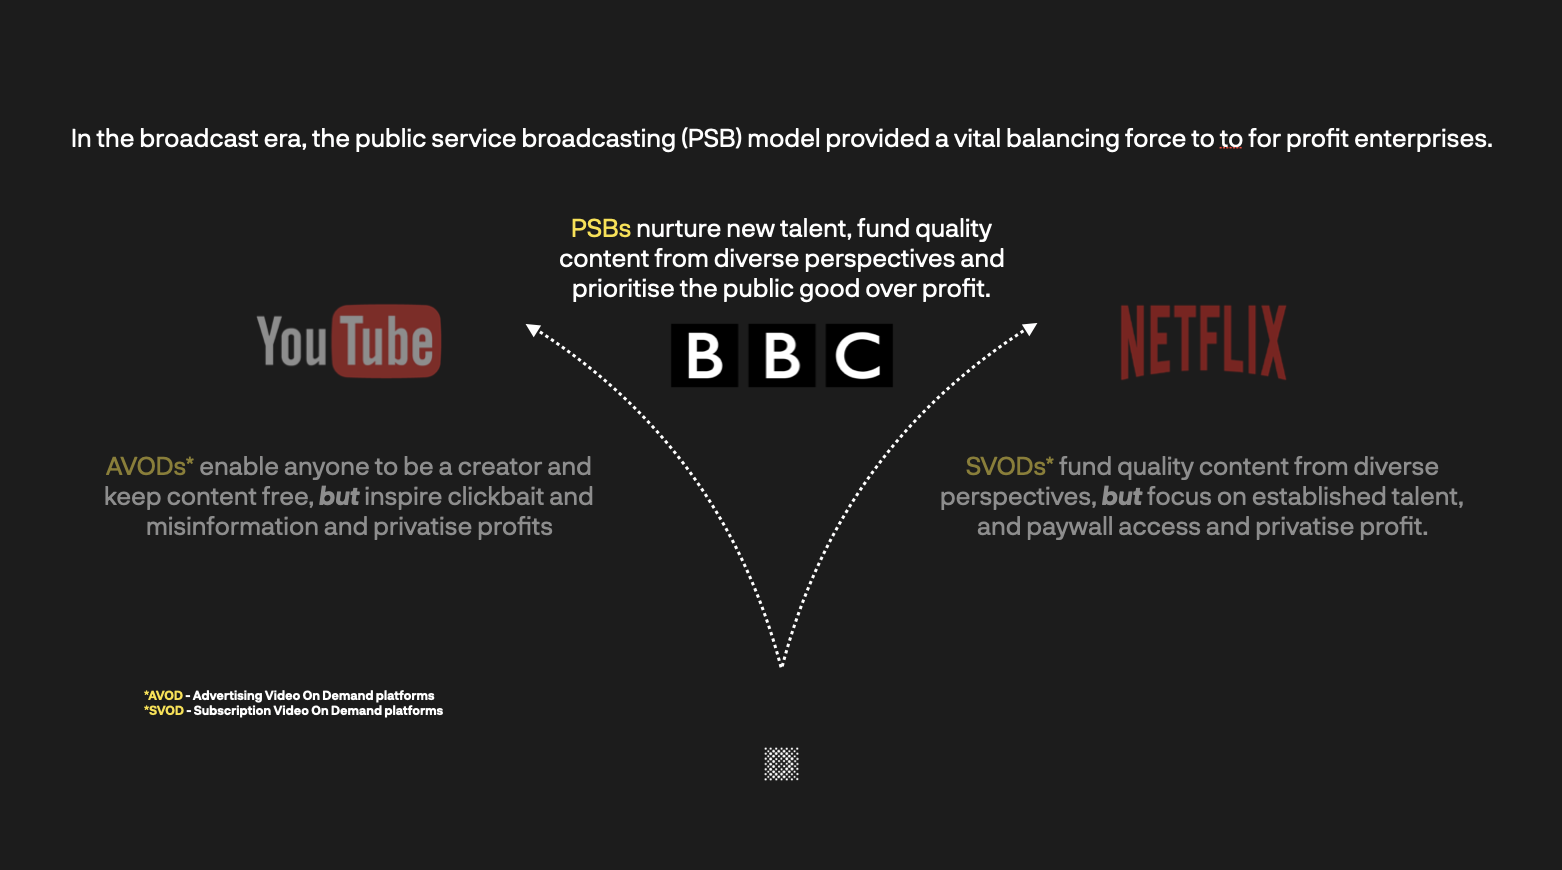 In the broadcast era, the public service broadcasting (PSB) model provided a vital balancing force to to for profit enterprises.
PSBs nurture new talent, fund quality
content from diverse perspectives and
prioritise the public good over profit.
YouTube
BBC
NETFLIX
AVODs* enable anyone to be a creator and
keep content free, but inspire clickbait and
misinformation and privatise profits
SVODs* fund quality content from diverse
perspectives, but focus on established talent,
and paywall access and privatise profit.
*AVOD - Advertising Video On Demand platforms
*SVOD - Subscription Video On Demand platforms